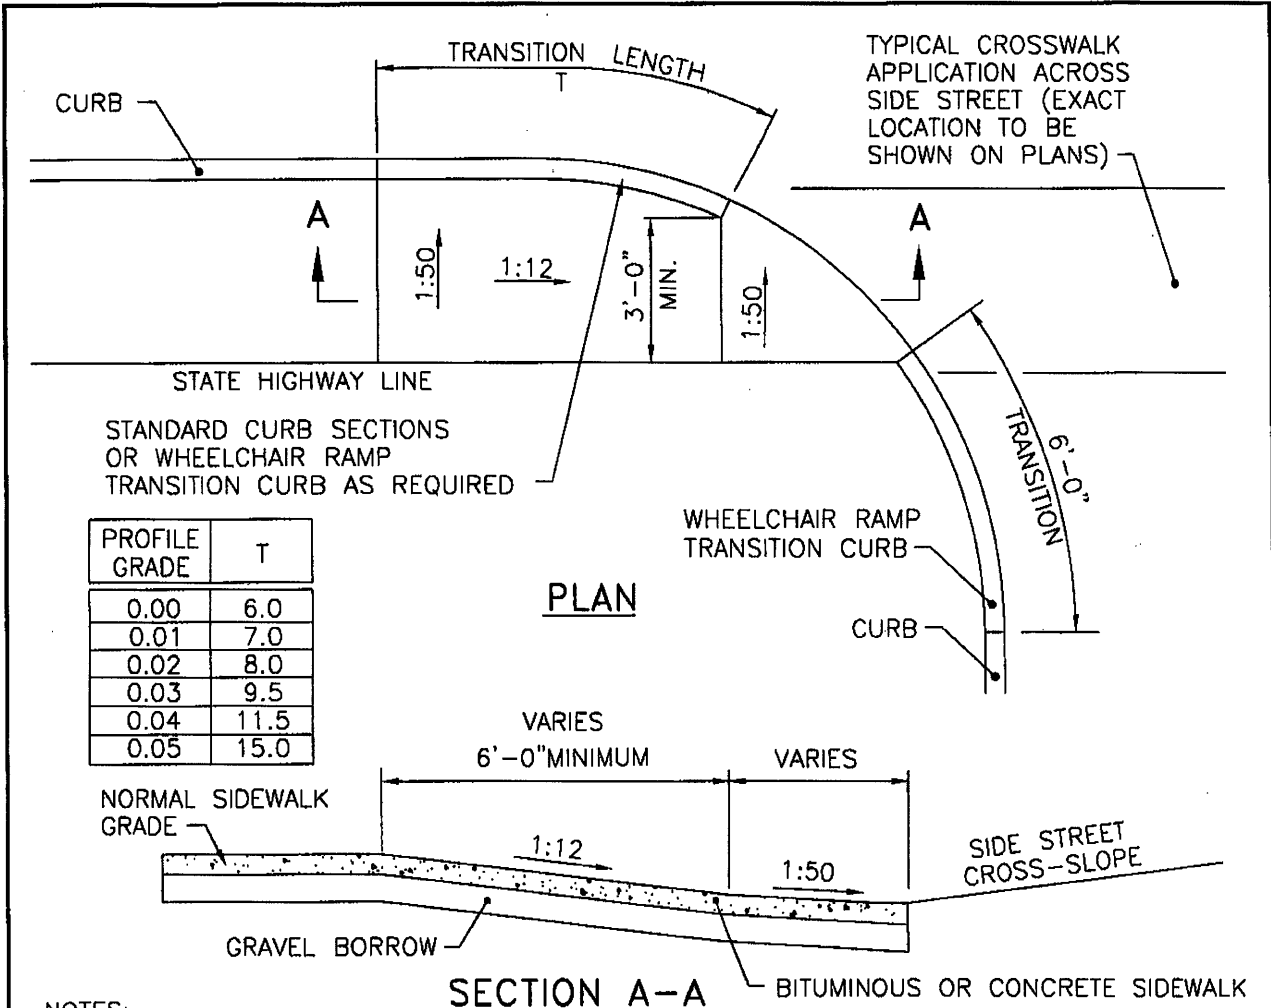 TRANSITION LENGTH
T
TYPICAL CROSSWALK
APPLICATION ACROSS
SIDE STREET (EXACT
LOCATION TO BE
SHOWN ON PLANS)
CURB
A
A
1:50
1:12
3'-0"
MIN.
1:50
STATE HIGHWAY LINE
STANDARD CURB SECTIONS
OR WHEELCHAIR RAMP
TRANSITION CURB AS REQUIRED
6'-0"
TRANSITION
WHEELCHAIR RAMP
TRANSITION CURB
CURB
PROFILE
GRADE
T
0.00 6.0
0.01 7.0
0.02 8.0
0.03 9.5
0.04 11.5
0.05 15.0
PLAN
VARIES
6'-0"MINIMUM
VARIES
NORMAL SIDEWALK
GRADE
1:12
1:50
SIDE STREET
CROSS-SLOPE
GRAVEL BORROW
SECTION A-A
BITUMINOUS OR CONCRETE SIDEWALK
NOTES: